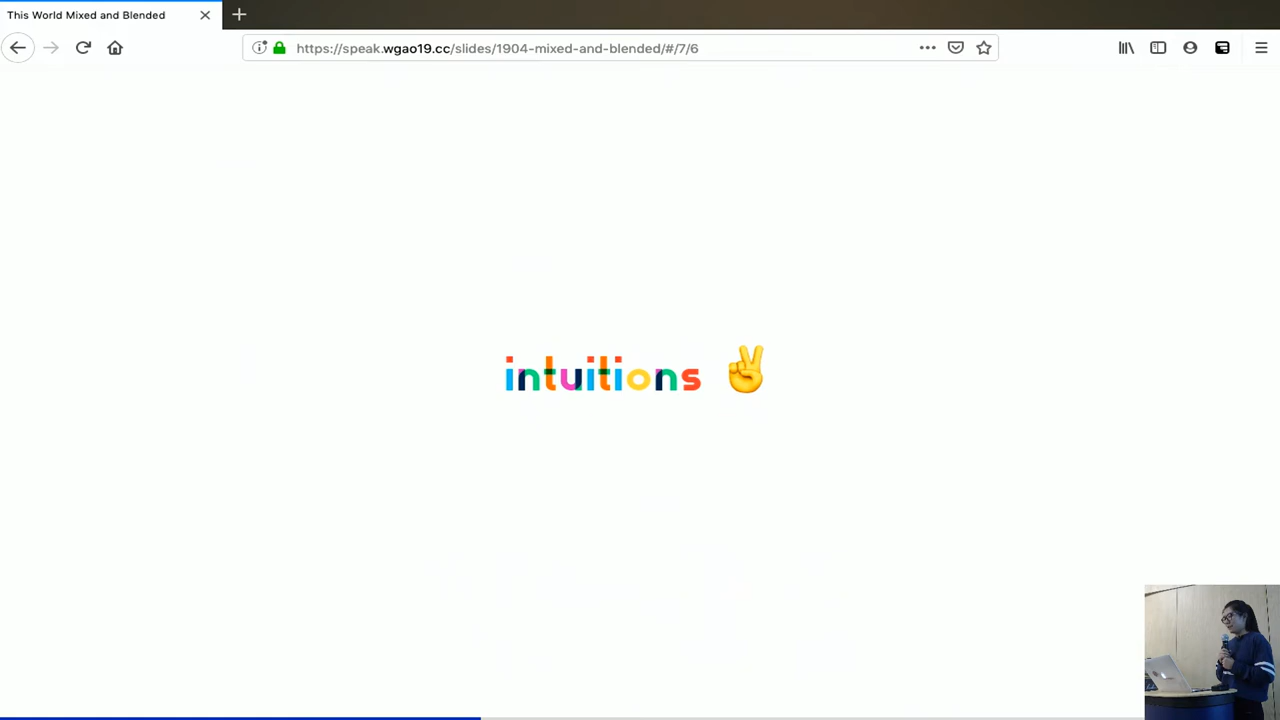 This World Mixed and Blended
https://speak.wgao19.cc/slides/1904-mixed-and-blended/#/7/6
intuitions ✌